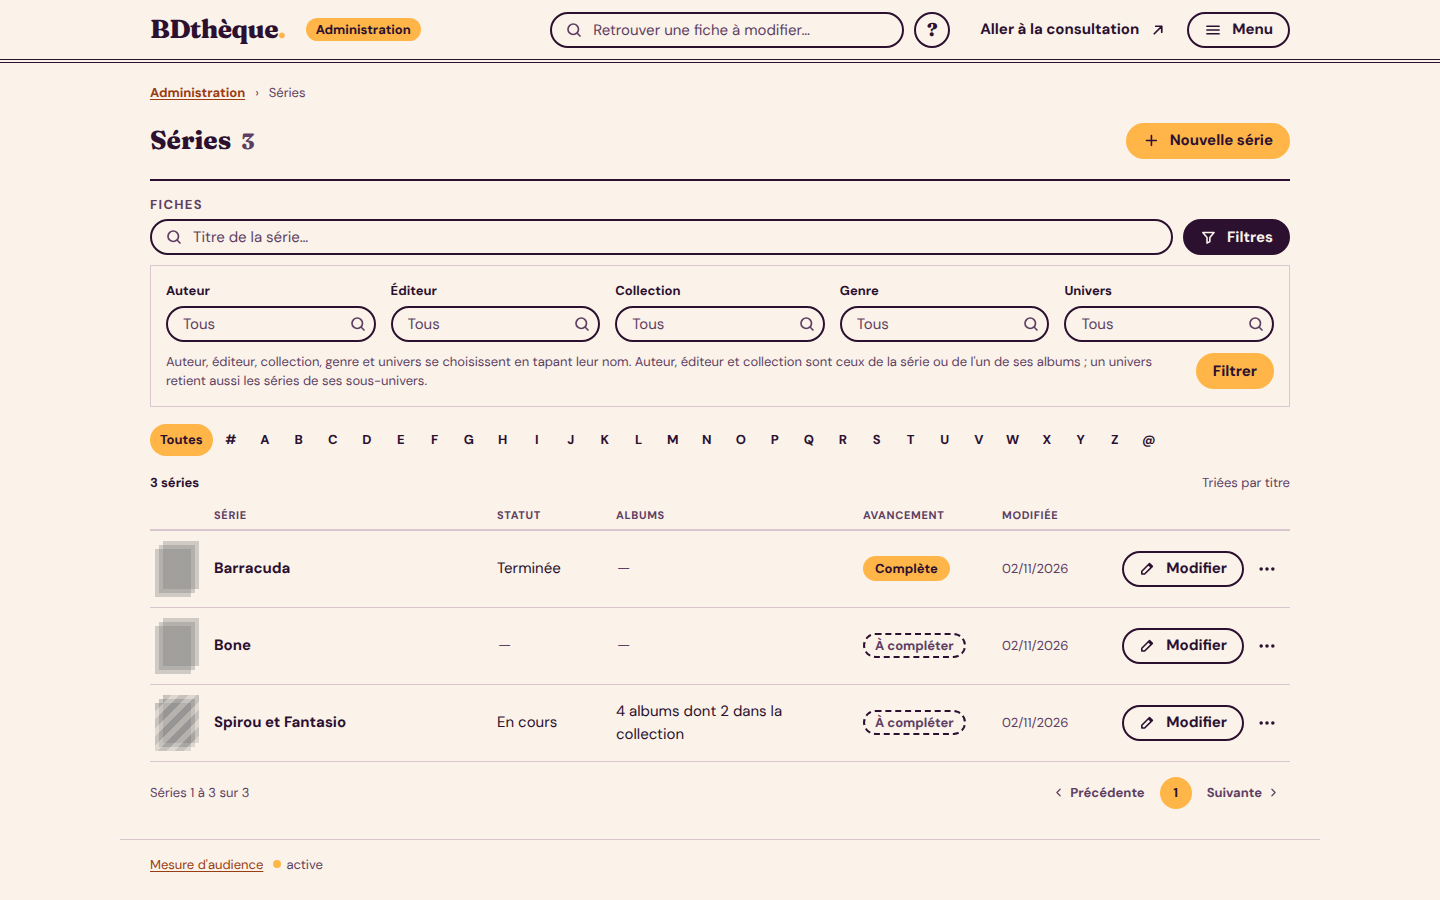 BDthèque.
Administration
Retrouver une fiche à modifier...
?
Aller à la consultation
Menu
Administration › Séries
Séries 3
Nouvelle série
FICHES
Titre de la série...
Filtres
Auteur
Éditeur
Collection
Genre
Univers
Tous
Tous
Tous
Tous
Tous
Auteur, éditeur, collection, genre et univers se choisissent en tapant leur nom. Auteur, éditeur et collection sont ceux de la série ou de l'un de ses albums ; un univers
retient aussi les séries de ses sous-univers.
Filtrer
Toutes # A B C D E F G H I J K L M N O P Q R S T U V W X Y Z @
3 séries
Triées par titre
SÉRIE STATUT ALBUMS AVANCEMENT MODIFIÉE
Barracuda Terminée — Complète 02/11/2026 Modifier
Bone — — À compléter 02/11/2026 Modifier
Spirou et Fantasio En cours 4 albums dont 2 dans la
collection
À compléter 02/11/2026 Modifier
Séries 1 à 3 sur 3
Précédente 1 Suivante
Mesure d'audience active